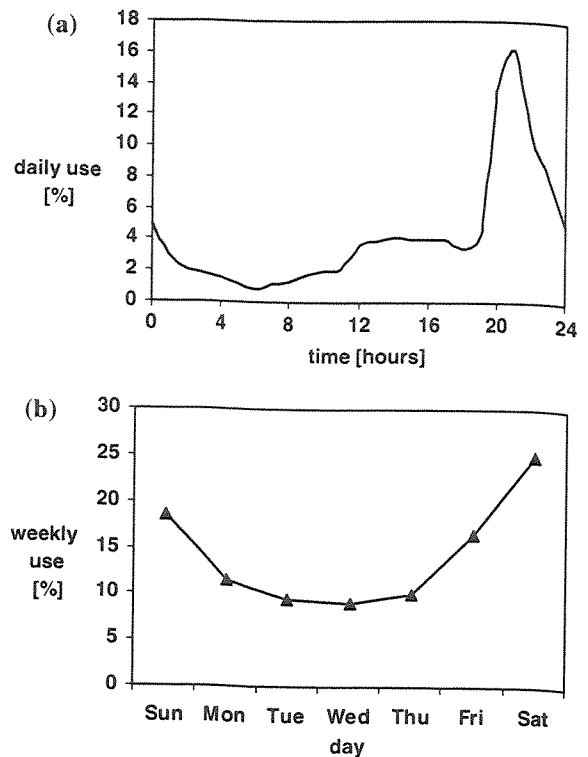 (a)
18
16
14
12
10
8
6
4
2
0
daily use
[%]
0 4 8 12 16 20 24
time [hours]
(b)
30
25
20
15
10
5
0
weekly
use
[%]
Sun Mon Tue Wed Thu Fri Sat
day